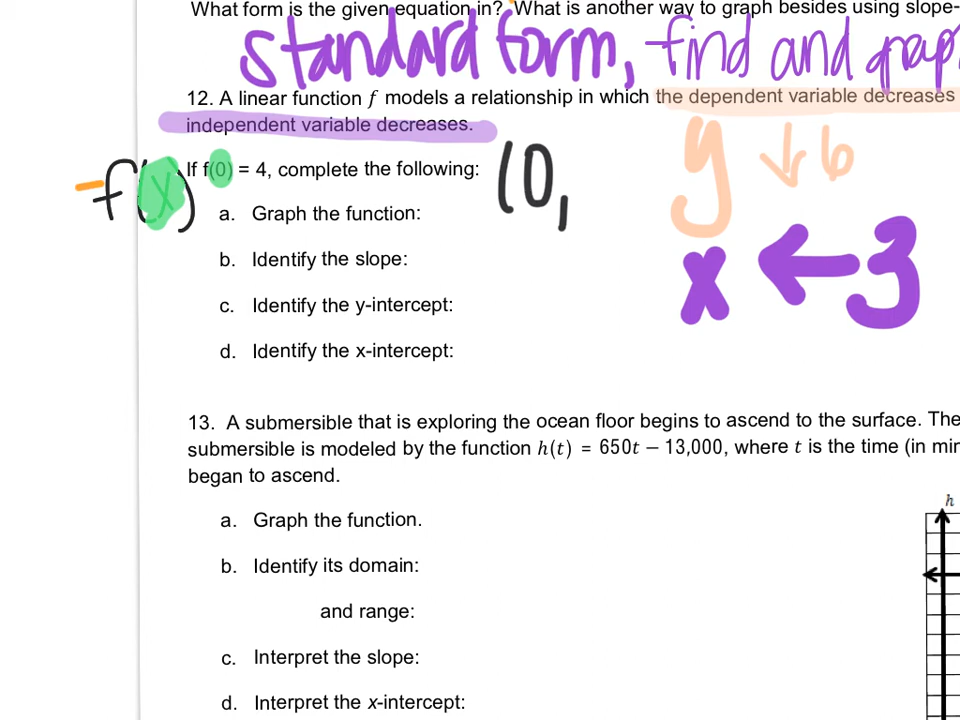 What form is the given equation in? What is another way to graph besides using slope-
standard form, find and grap
12. A linear function f models a relationship in which the dependent variable decreases
independent variable decreases.
If f(0) = 4, complete the following:
(0,
y ↓ 6
-f(x)
a. Graph the function:
x ← 3
b. Identify the slope:
c. Identify the y-intercept:
d. Identify the x-intercept:
13. A submersible that is exploring the ocean floor begins to ascend to the surface. The
submersible is modeled by the function h(t) = 650t − 13,000, where t is the time (in min
began to ascend.
h
a. Graph the function.
b. Identify its domain:
and range:
c. Interpret the slope:
d. Interpret the x-intercept: